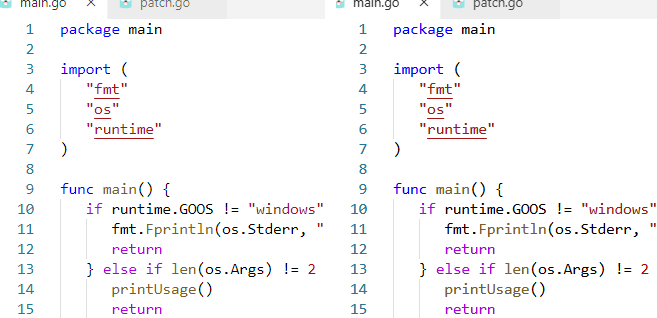 main.go × patch.go
1 package main
2
3 import (
4 "fmt"
5 "os"
6 "runtime"
7 )
8
9 func main() {
10 if runtime.GOOS != "windows"
11 fmt.Fprintln(os.Stderr, "
12 return
13 } else if len(os.Args) != 2
14 printUsage()
15 return
main.go × patch.go
1 package main
2
3 import (
4 "fmt"
5 "os"
6 "runtime"
7 )
8
9 func main() {
10 if runtime.GOOS != "windows"
11 fmt.Fprintln(os.Stderr, "
12 return
13 } else if len(os.Args) != 2
14 printUsage()
15 return